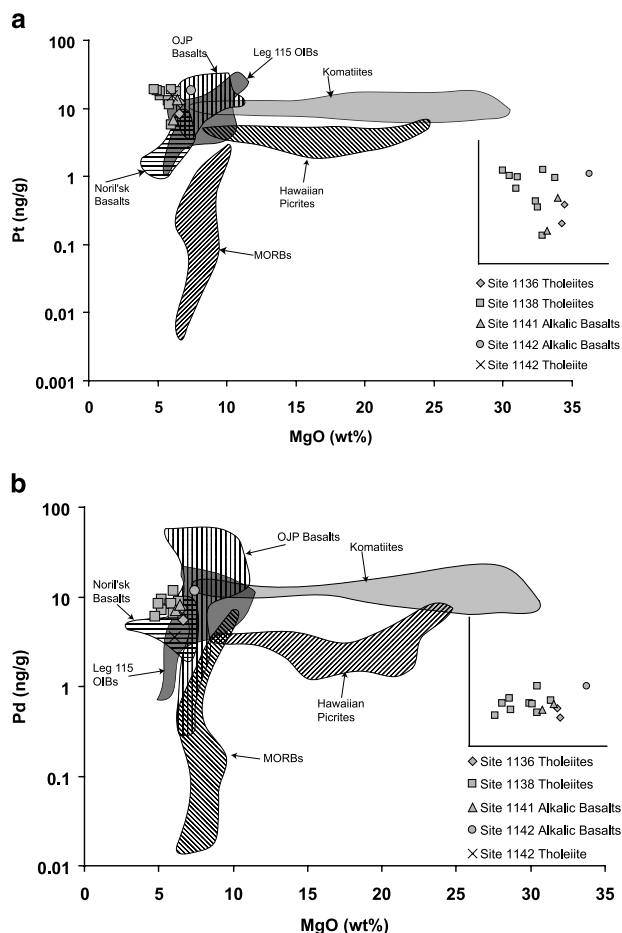 a
100
10
1
0.1
0.01
0.001
Pt (ng/g)
OJP
Basalts
Leg 115 OIBs
Komatiites
Noril'sk
Basalts
Hawaiian
Picrites
MORBs
Site 1136 Tholeiites
Site 1138 Tholeiites
Site 1141 Alkalic Basalts
Site 1142 Alkalic Basalts
Site 1142 Tholeiite
0 5 10 15 20 25 30 35
MgO (wt%)
b
100
10
1
0.1
0.01
Pd (ng/g)
OJP Basalts
Komatiites
Noril'sk
Basalts
Leg 115
OIBs
Hawaiian
Picrites
MORBs
Site 1136 Tholeiites
Site 1138 Tholeiites
Site 1141 Alkalic Basalts
Site 1142 Alkalic Basalts
Site 1142 Tholeiite
0 5 10 15 20 25 30 35
MgO (wt%)